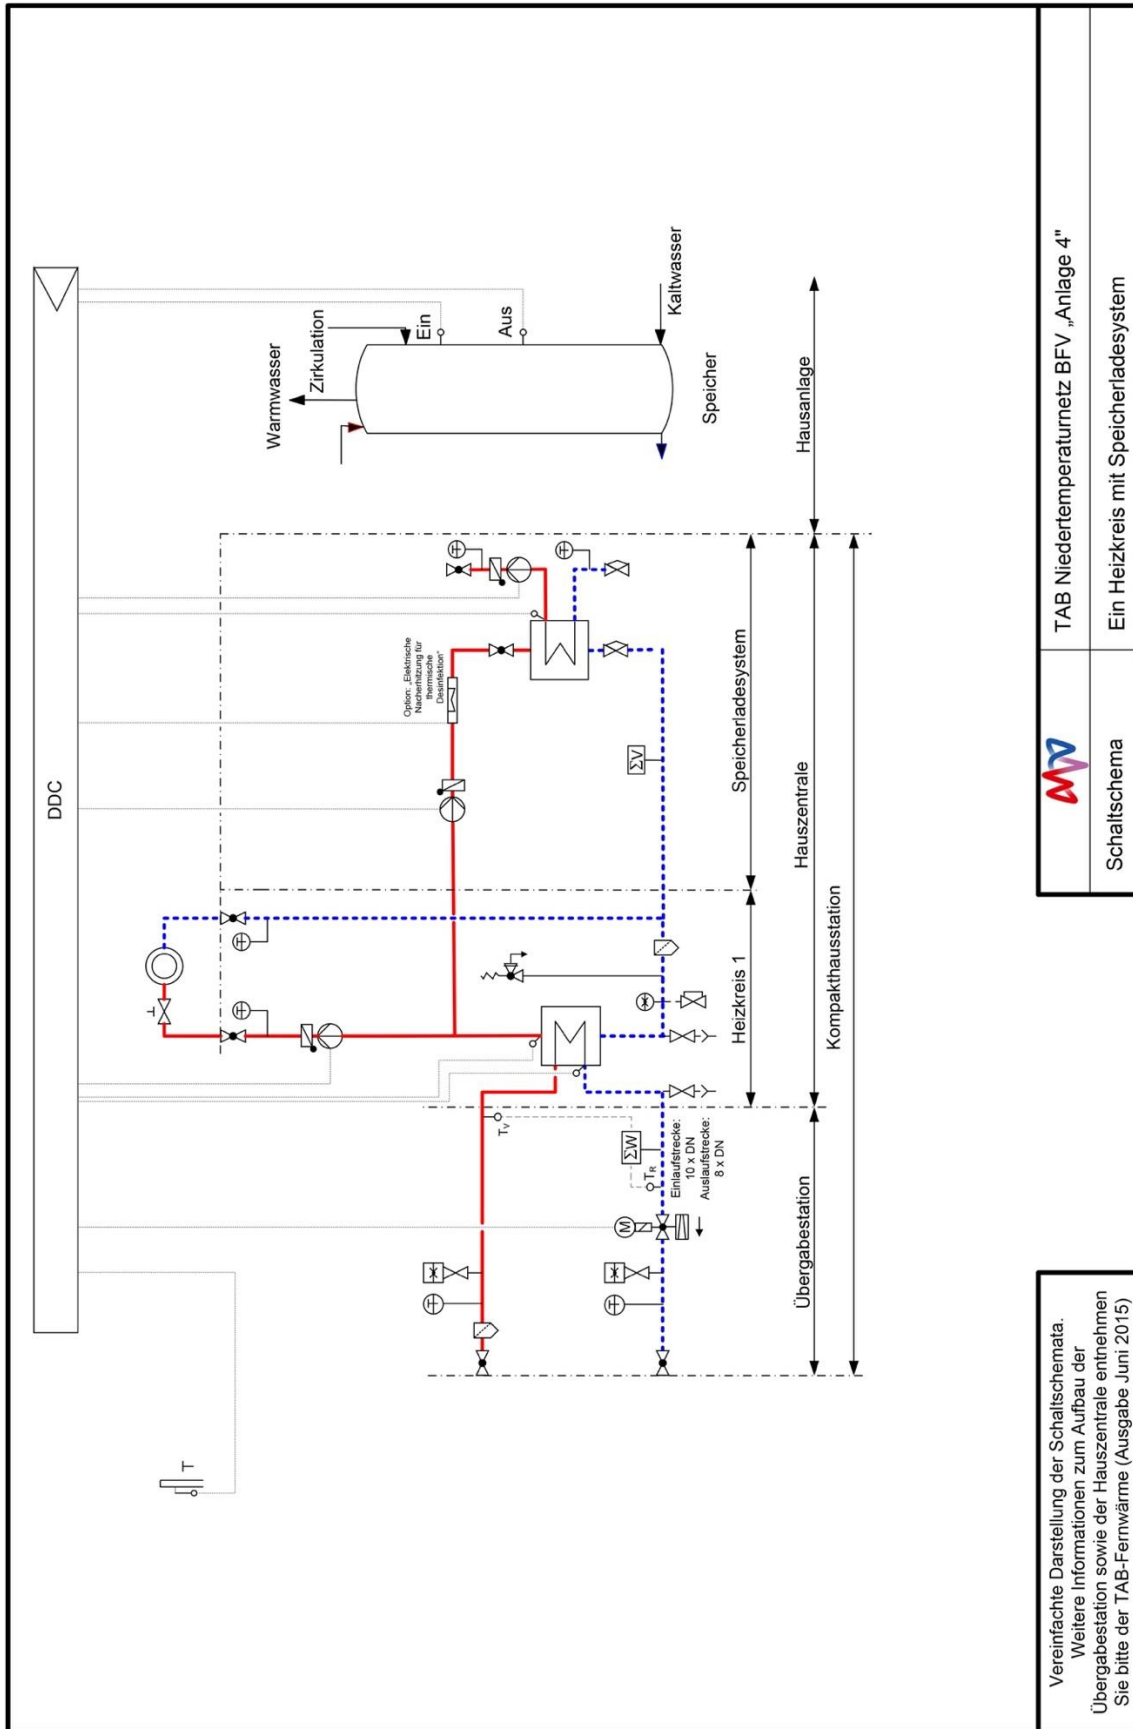 DDC
Warmwasser
Zirkulation
Ein
Aus
Kaltwasser
Speicher
Option: „Elektrische
Nacherhitzung für
thermische
Desinfektion"
T
T
T
T
ΣV
T
T
M
ΣW
T_V
T_R
Einlaufstrecke:
10 x DN
Auslaufstrecke:
8 x DN
T
Übergabestation
Heizkreis 1
Speicherladesystem
Hausanlage
Hauszentrale
Kompakthausstation
Vereinfachte Darstellung der Schaltschemata.
Weitere Informationen zum Aufbau der
Übergabestation sowie der Hauszentrale entnehmen
Sie bitte der TAB-Fernwärme (Ausgabe Juni 2015)
TAB Niedertemperaturnetz BFV „Anlage 4"
Schaltschema
Ein Heizkreis mit Speicherladesystem